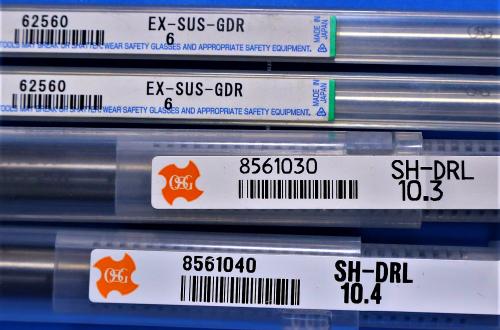 62560 EX-SUS-GDR
6
TOOLS MAY BREAK OR SHATTER. WEAR SAFETY GLASSES AND APPROPRIATE SAFETY EQUIPMENT.
MADE IN JAPAN
62560 EX-SUS-GDR
6
TOOLS MAY BREAK OR SHATTER. WEAR SAFETY GLASSES AND APPROPRIATE SAFETY EQUIPMENT.
MADE IN JAPAN
OSG 8561030 SH-DRL
10.3
OSG 8561040 SH-DRL
10.4